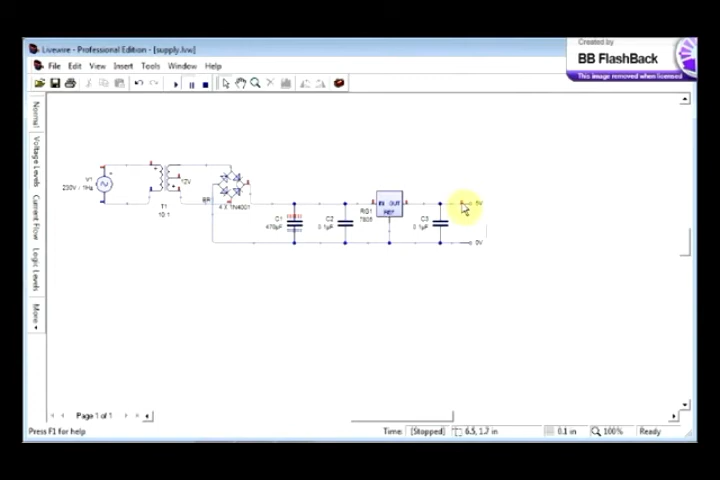 Livewire - Professional Edition - [supply.lvw]
Created by
BB FlashBack
This image removed when licensed
File Edit View Insert Tools Window Help
Normal
Voltage Levels
Current Flow
Logic Levels
More
V1
230V / 1Hz
T1
10:1
12V
BR
4 X 1N4001
C1
470µF
C2
0.1µF
RG1
7805
IN OUT
REF
C3
0.1µF
5V
0V
Page 1 of 1
Press F1 for help
Time: [Stopped] 6.5, 1.7 in 0.1 in 100% Ready